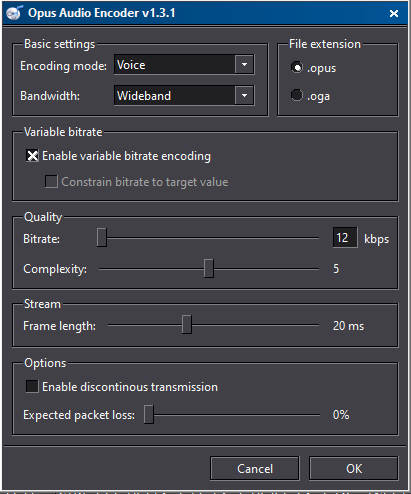 Opus Audio Encoder v1.3.1
Basic settings
Encoding mode: Voice
Bandwidth: Wideband
File extension
.opus
.oga
Variable bitrate
Enable variable bitrate encoding
Constrain bitrate to target value
Quality
Bitrate: 12 kbps
Complexity: 5
Stream
Frame length: 20 ms
Options
Enable discontinous transmission
Expected packet loss: 0%
Cancel OK